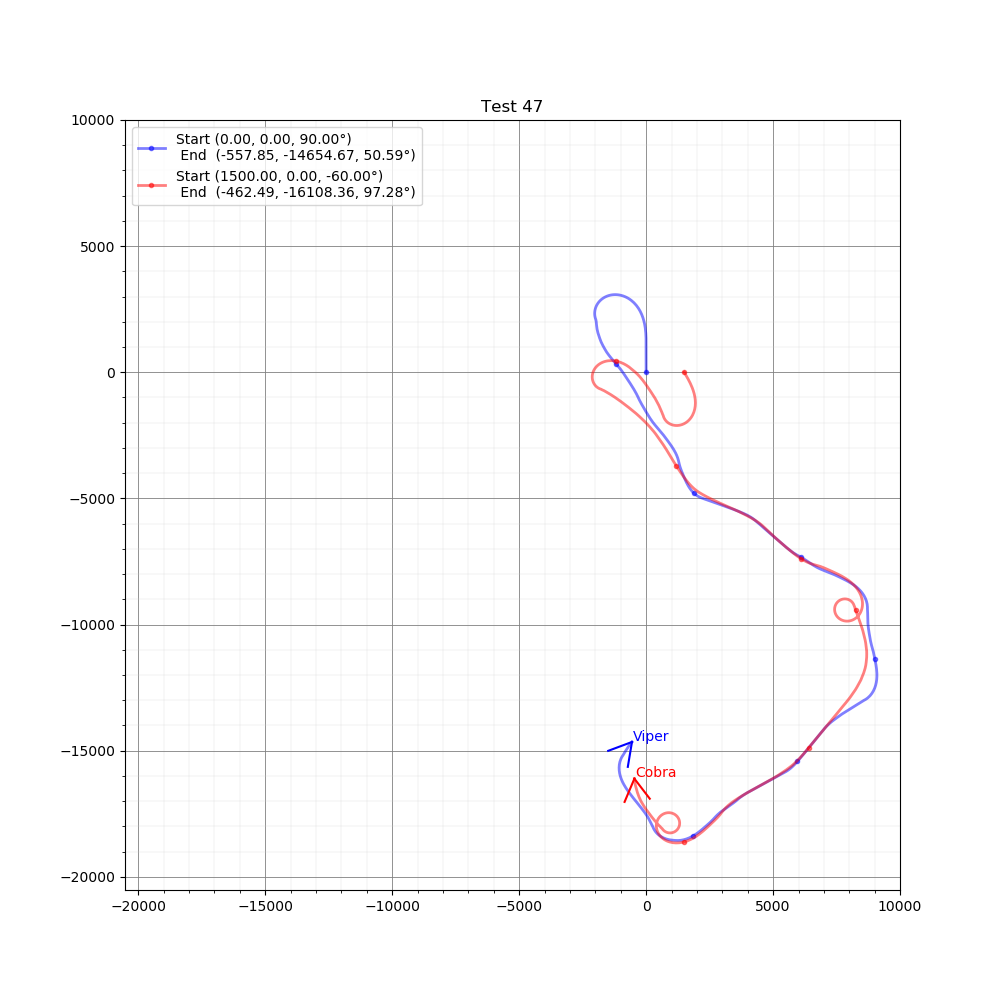 Test 47
Start (0.00, 0.00, 90.00°)
End  (-557.85, -14654.67, 50.59°)
Start (1500.00, 0.00, -60.00°)
End  (-462.49, -16108.36, 97.28°)
10000
5000
0
−5000
−10000
−15000
−20000
Viper
Cobra
−20000 −15000 −10000 −5000 0 5000 10000